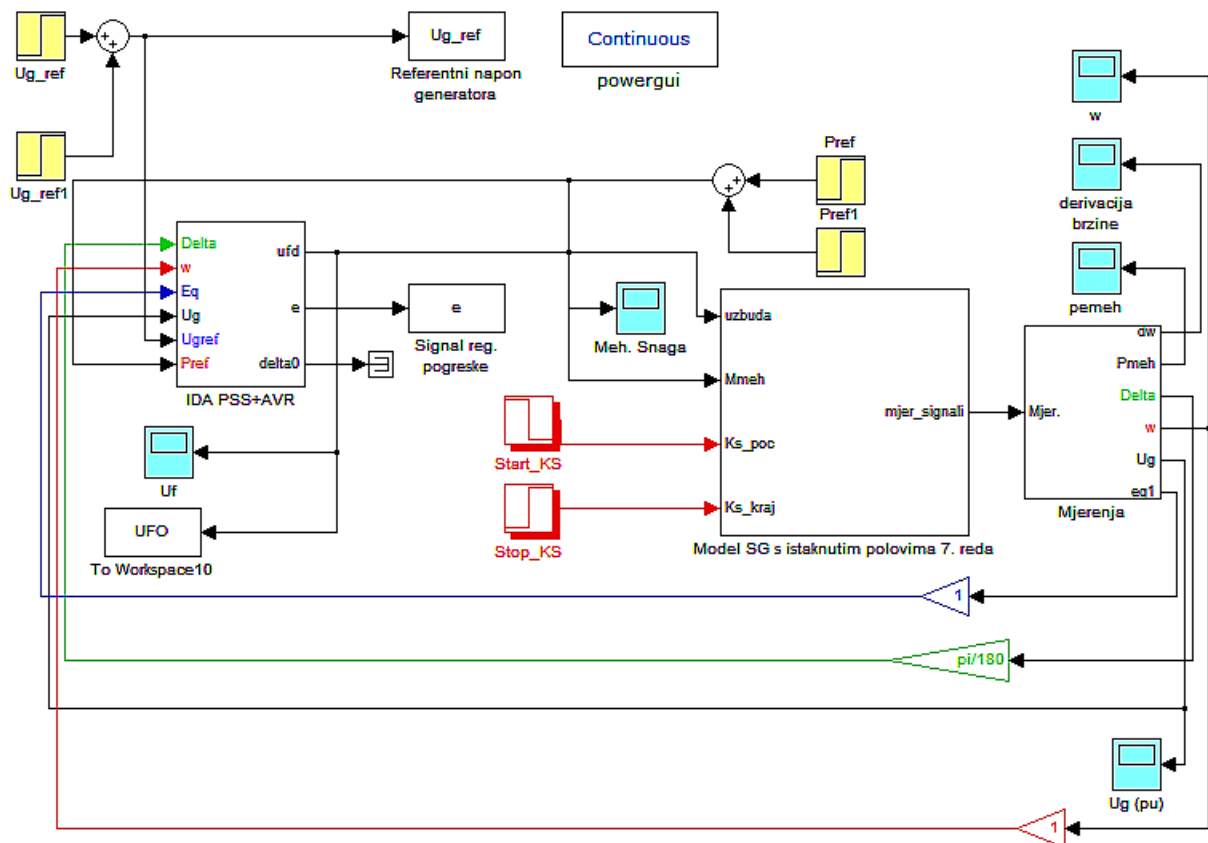 Ug_ref
Ug_ref
Referentni napon
generatora
Continuous
powergui
w
Ug_ref1
Pref
Pref1
derivacija
brzine
pemeh
Delta
w
Eq
Ug
Ugref
Pref
ufd
e
delta0
IDA PSS+AVR
e
Signal reg.
pogreske
Meh. Snaga
uzbuda
Mmeh
Ks_poc
Ks_kraj
mjer_signali
Model SG s istaknutim polovima 7. reda
Start_KS
Stop_KS
Mjer.
dw
Pmeh
Delta
w
Ug
eq1
Mjerenja
Uf
UFO
To Workspace10
1
pi/180
Ug (pu)
1